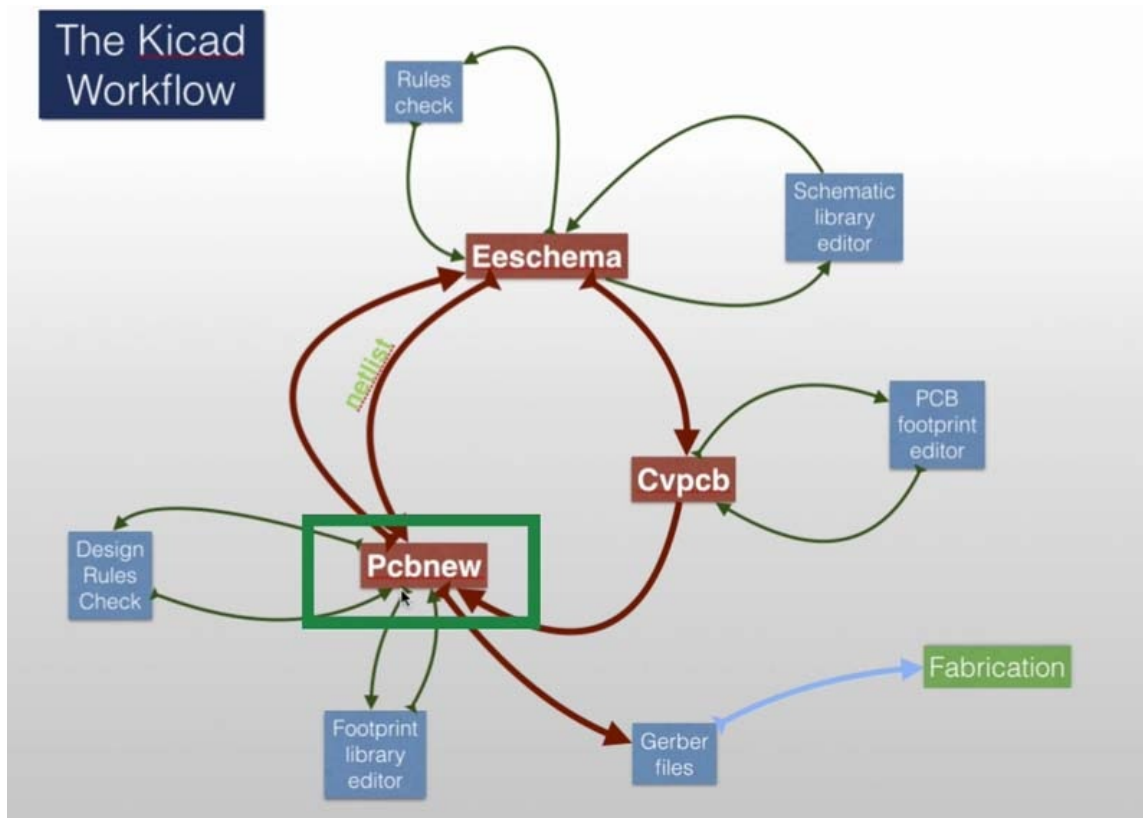 The Kicad
Workflow
Rules
check
Schematic
library
editor
Eeschema
netlist
PCB
footprint
editor
Cvpcb
Design
Rules
Check
Pcbnew
Fabrication
Footprint
library
editor
Gerber
files